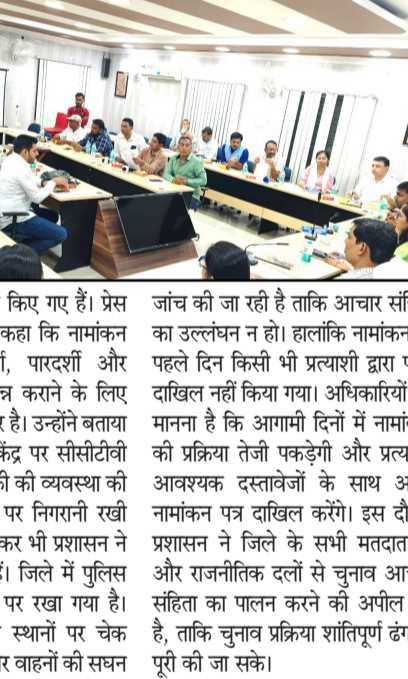 किए गए हैं। प्रेस
कहा कि नामांकन
पारदर्शी और
कराने के लिए
है। उन्होंने बताया
केंद्र पर सीसीटीवी
की व्यवस्था की
पर निगरानी रखी
कर भी प्रशासन ने
जिले में पुलिस
पर रखा गया है।
स्थानों पर चेक
वाहनों की सघन
जांच की जा रही है ताकि आचार
का उल्लंघन न हो। हालांकि नामांकन
पहले दिन किसी भी प्रत्याशी द्वारा
दाखिल नहीं किया गया। अधिकारियों
मानना है कि आगामी दिनों में
की प्रक्रिया तेजी पकड़ेगी और
आवश्यक दस्तावेजों के साथ
नामांकन पत्र दाखिल करेंगे। इस
प्रशासन ने जिले के सभी
और राजनीतिक दलों से चुनाव
संहिता का पालन करने की अपील
है, ताकि चुनाव प्रक्रिया शांतिपूर्ण
पूरी की जा सके।